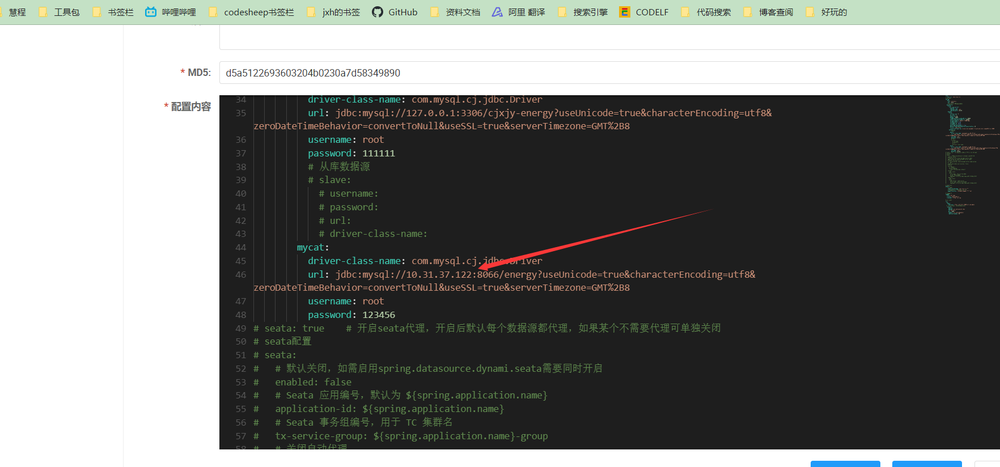 慧程 工具包 书签栏 哔哩哔哩 codesheep书签栏 jxh的书签 GitHub 资料文档 阿里 翻译 搜索引擎 CODELF 代码搜索 博客查阅 好玩的
* MD5: d5a5122693603204b0230a7d58349890
* 配置内容
34 driver-class-name: com.mysql.cj.jdbc.Driver
35 url: jdbc:mysql://127.0.0.1:3306/cjxjy-energy?useUnicode=true&characterEncoding=utf8&
zeroDateTimeBehavior=convertToNull&useSSL=true&serverTimezone=GMT%2B8
36 username: root
37 password: 111111
38 # 从库数据源
39 # slave:
40 # username:
41 # password:
42 # url:
43 # driver-class-name:
44 mycat:
45 driver-class-name: com.mysql.cj.jdbc.Driver
46 url: jdbc:mysql://10.31.37.122:8066/energy?useUnicode=true&characterEncoding=utf8&
zeroDateTimeBehavior=convertToNull&useSSL=true&serverTimezone=GMT%2B8
47 username: root
48 password: 123456
49 # seata: true # 开启seata代理，开启后默认每个数据源都代理，如果某个不需要代理可单独关闭
50 # seata配置
51 # seata:
52 # # 默认关闭，如需启用spring.datasource.dynami.seata需要同时开启
53 # enabled: false
54 # # Seata 应用编号，默认为 ${spring.application.name}
55 # application-id: ${spring.application.name}
56 # # Seata 事务组编号，用于 TC 集群名
57 # tx-service-group: ${spring.application.name}-group
58 # # 关闭自动代理